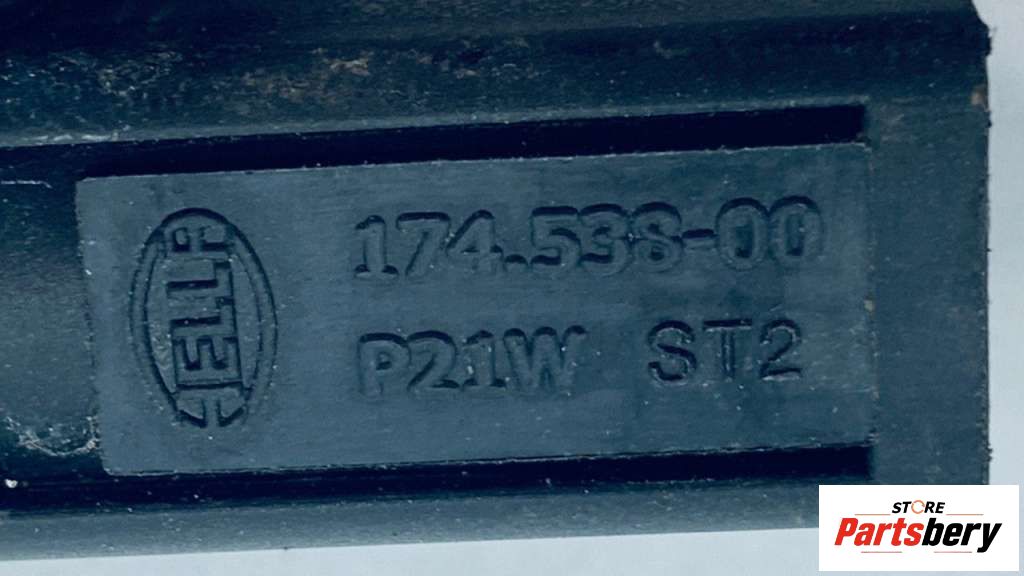 HELLA
174.538-00
P21W ST2
STORE
Partsbery